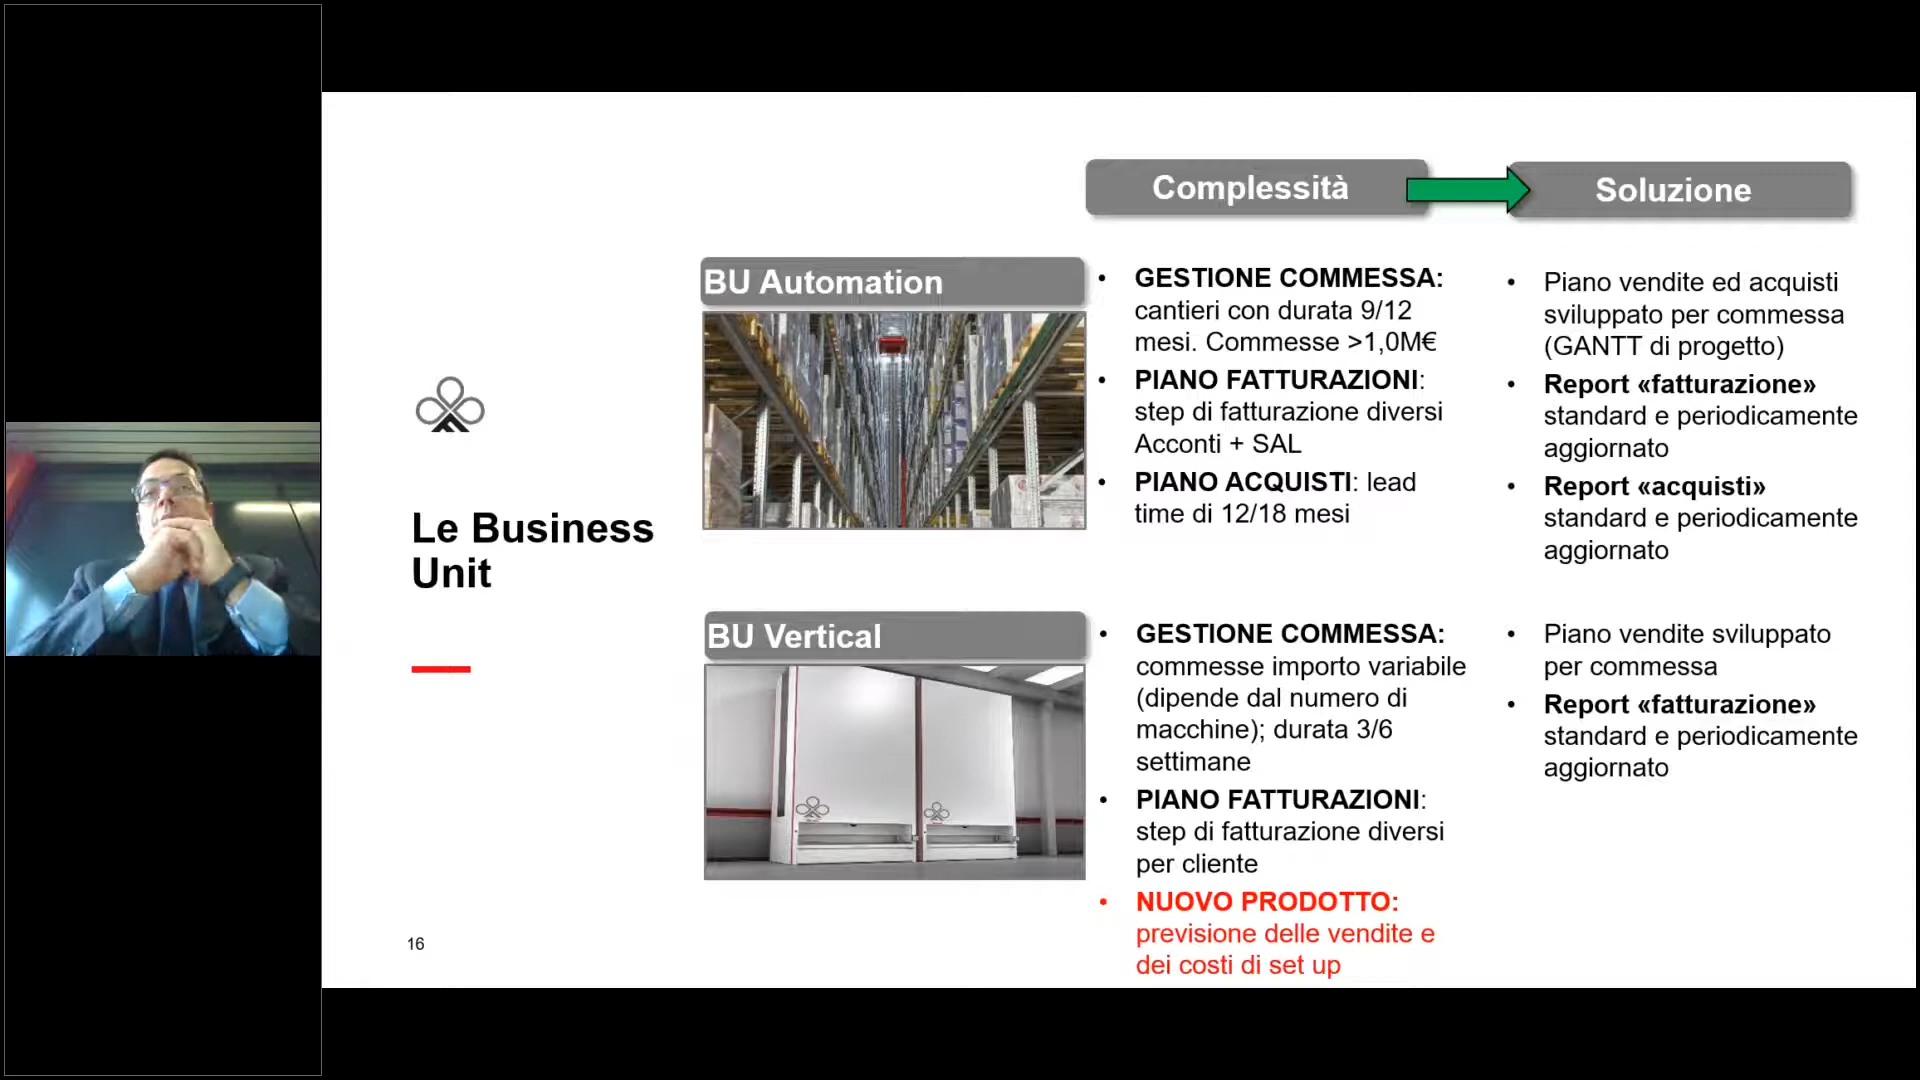 Complessità
Soluzione
BU Automation
• GESTIONE COMMESSA:
cantieri con durata 9/12
mesi. Commesse >1,0M€
• PIANO FATTURAZIONI:
step di fatturazione diversi
Acconti + SAL
• PIANO ACQUISTI: lead
time di 12/18 mesi
• Piano vendite ed acquisti
sviluppato per commessa
(GANTT di progetto)
• Report «fatturazione»
standard e periodicamente
aggiornato
• Report «acquisti»
standard e periodicamente
aggiornato
Le Business
Unit
BU Vertical
• GESTIONE COMMESSA:
commesse importo variabile
(dipende dal numero di
macchine); durata 3/6
settimane
• PIANO FATTURAZIONI:
step di fatturazione diversi
per cliente
• NUOVO PRODOTTO:
previsione delle vendite e
dei costi di set up
• Piano vendite sviluppato
per commessa
• Report «fatturazione»
standard e periodicamente
aggiornato
16